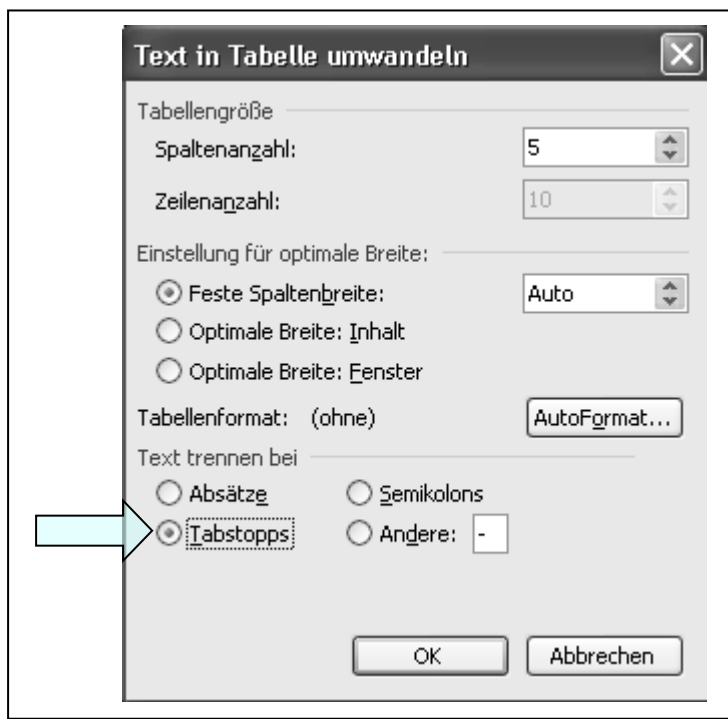 Text in Tabelle umwandeln
Tabellengröße
Spaltenanzahl: 5
Zeilenanzahl: 10
Einstellung für optimale Breite:
Feste Spaltenbreite: Auto
Optimale Breite: Inhalt
Optimale Breite: Fenster
Tabellenformat: (ohne) AutoFormat...
Text trennen bei
Absätze Semikolons
Tabstopps Andere: -
OK Abbrechen